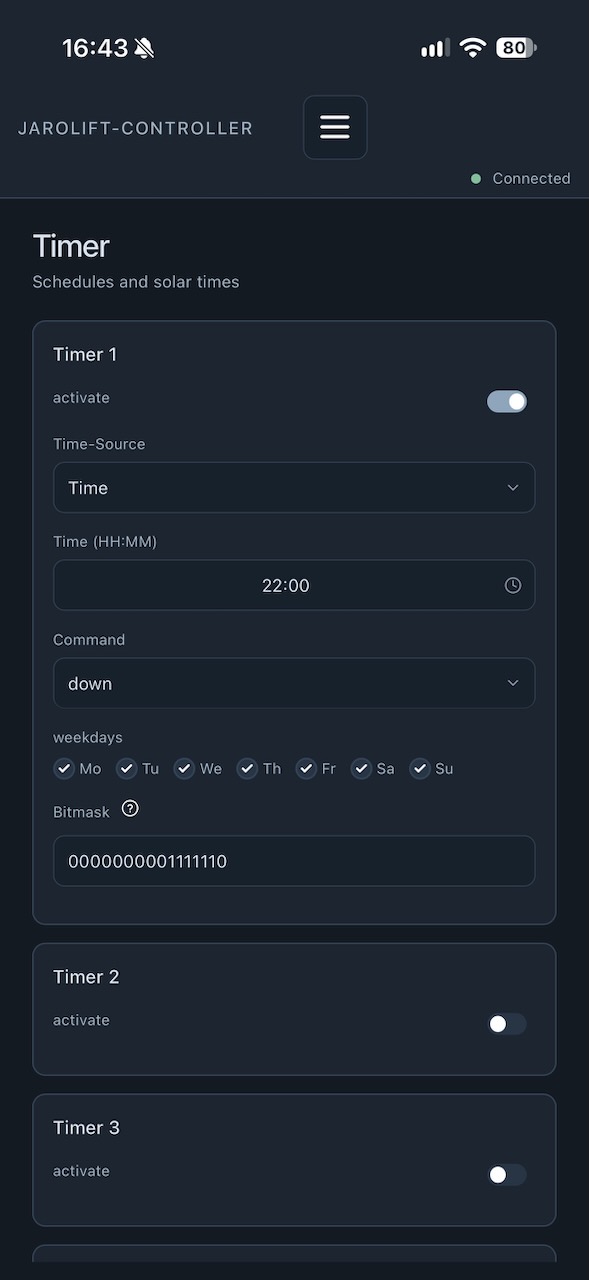 16:43
80
JAROLIFT-CONTROLLER
Connected
Timer
Schedules and solar times
Timer 1
activate
Time-Source
Time
Time (HH:MM)
22:00
Command
down
weekdays
Mo Tu We Th Fr Sa Su
Bitmask ?
0000000001111110
Timer 2
activate
Timer 3
activate